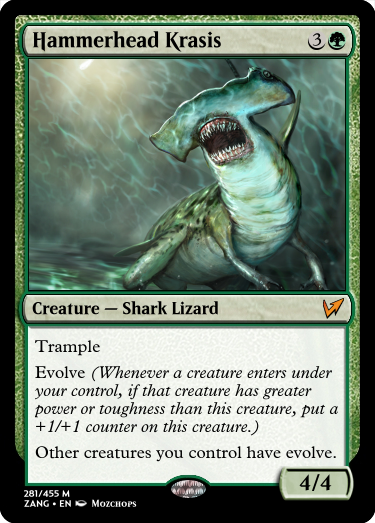 Hammerhead Krasis 3
Creature — Shark Lizard
Trample
Evolve (Whenever a creature enters under
your control, if that creature has greater
power or toughness than this creature, put a
+1/+1 counter on this creature.)
Other creatures you control have evolve.
4/4
281/455 M
ZANG • EN Mozchops